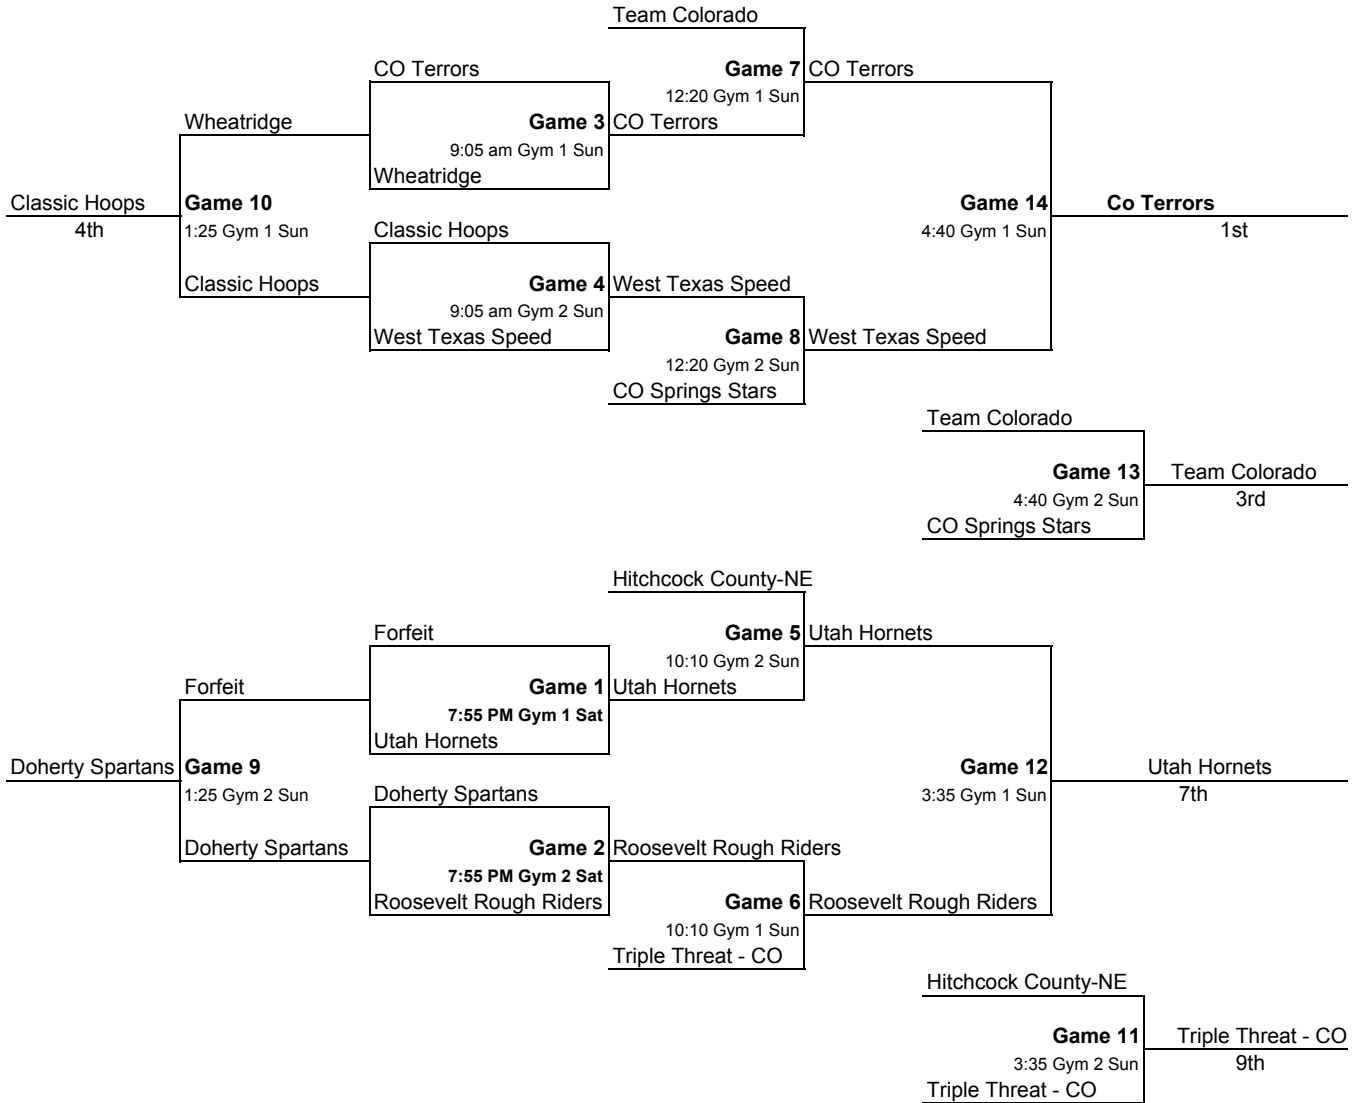 Team Colorado
CO Terrors
Game 7 CO Terrors
12:20 Gym 1 Sun
Wheatridge
Game 3 CO Terrors
9:05 am Gym 1 Sun
Wheatridge
Classic Hoops Game 10
Game 14 Co Terrors
4th
1:25 Gym 1 Sun
Classic Hoops
4:40 Gym 1 Sun
1st
Classic Hoops
Game 4 West Texas Speed
9:05 am Gym 2 Sun
West Texas Speed
Game 8 West Texas Speed
12:20 Gym 2 Sun
CO Springs Stars
Team Colorado
Game 13 Team Colorado
4:40 Gym 2 Sun
3rd
CO Springs Stars
Hitchcock County-NE
Forfeit
Game 5 Utah Hornets
10:10 Gym 2 Sun
Forfeit
Game 1 Utah Hornets
7:55 PM Gym 1 Sat
Utah Hornets
Doherty Spartans Game 9
Game 12 Utah Hornets
1:25 Gym 2 Sun
Doherty Spartans
3:35 Gym 1 Sun
7th
Doherty Spartans
Game 2 Roosevelt Rough Riders
7:55 PM Gym 2 Sat
Roosevelt Rough Riders
Game 6 Roosevelt Rough Riders
10:10 Gym 1 Sun
Triple Threat - CO
Hitchcock County-NE
Game 11 Triple Threat - CO
3:35 Gym 2 Sun
9th
Triple Threat - CO